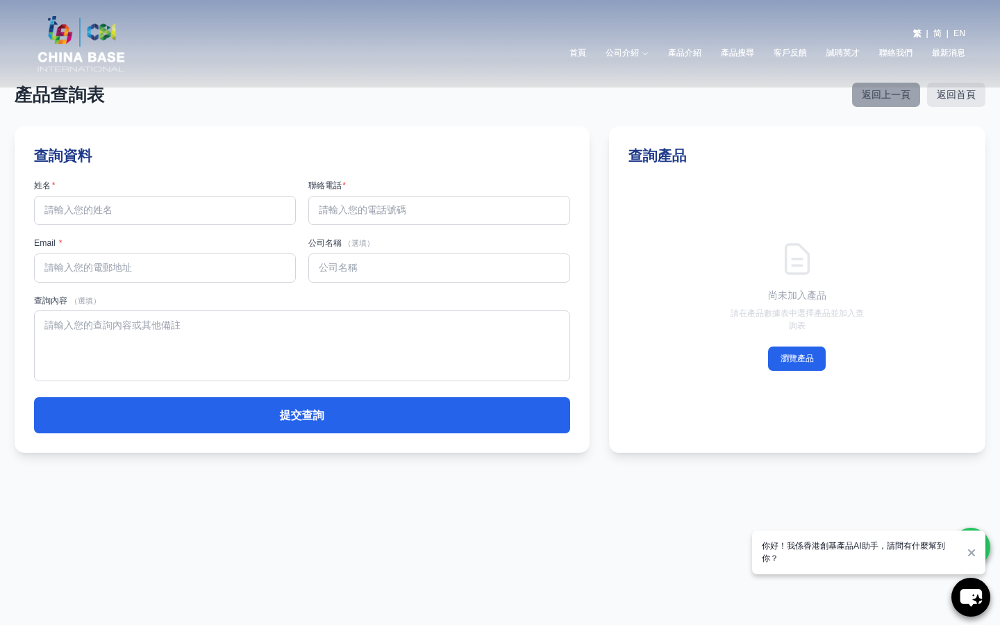 CBI
CHINA BASE
INTERNATIONAL
繁 | 简 | EN
首頁 公司介紹 產品介紹 產品搜尋 客戶反饋 誠聘英才 聯絡我們 最新消息
產品查詢表
返回上一頁 返回首頁
查詢資料
姓名*
請輸入您的姓名
聯絡電話*
請輸入您的電話號碼
Email *
請輸入您的電郵地址
公司名稱 （選填）
公司名稱
查詢內容 （選填）
請輸入您的查詢內容或其他備註
提交查詢
查詢產品
尚未加入產品
請在產品數據表中選擇產品並加入查
詢表
瀏覽產品
你好！我係香港創基產品AI助手，請問有什麼幫到
你？